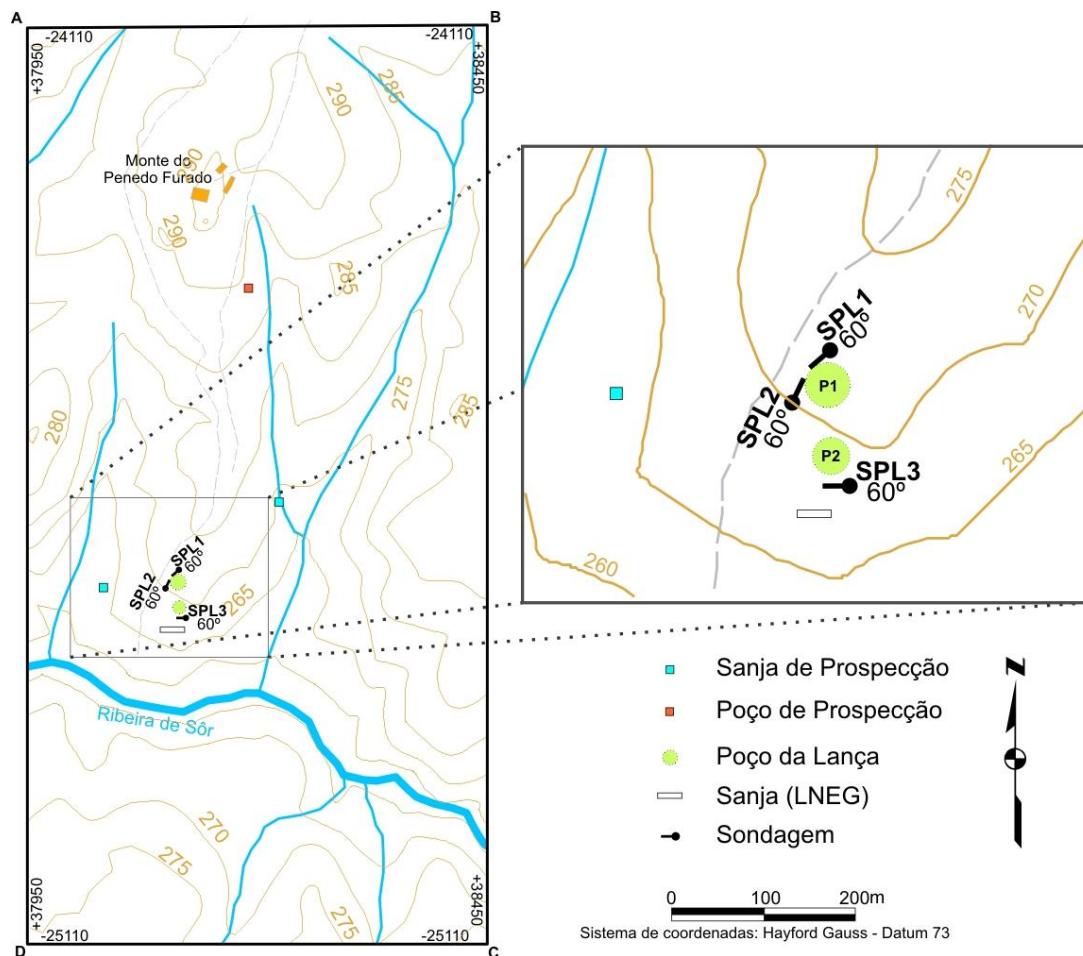 A
B
-24110
-24110
+37950
+38450
285
290
290
Monte do
Penedo Furado
290
285
275
285
280
SPL1
60º
SPL2
60º
265
SPL3
60º
Ribeira de Sôr
270
275
275
+37950
+38450
-25110
-25110
D
C
275
270
SPL1
60º
P1
SPL2
60º
P2
SPL3
60º
265
260
Sanja de Prospecção
Poço de Prospecção
Poço da Lança
Sanja (LNEG)
Sondagem
N
0 100 200m
Sistema de coordenadas: Hayford Gauss - Datum 73